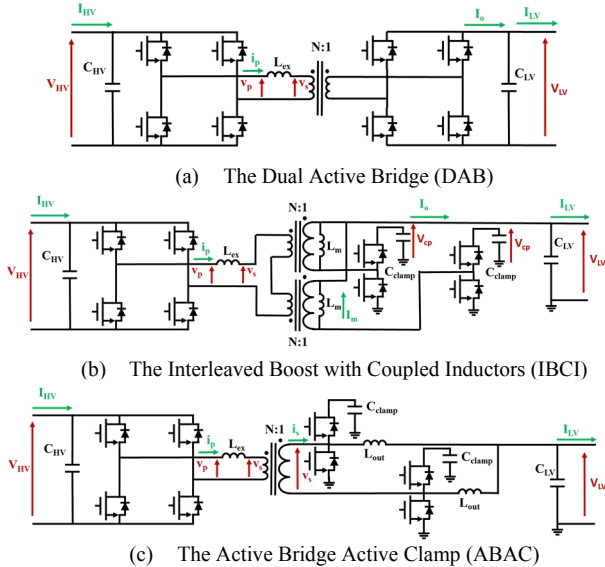 I_HV I_o I_LV
C_HV i_p L_ex N:1 C_LV
V_HV v_p v_s V_LV
(a) The Dual Active Bridge (DAB)
I_HV N:1 I_o I_LV
C_HV i_p L_ex L_m V_cp V_cp
V_HV v_p v_s C_clamp C_clamp C_LV V_LV
L_m I_m
N:1
(b) The Interleaved Boost with Coupled Inductors (IBCI)
I_HV C_clamp
N:1 i_s I_LV
C_HV i_p L_ex L_out C_clamp
V_HV v_p v_s v_s C_LV V_LV
L_out
(c) The Active Bridge Active Clamp (ABAC)